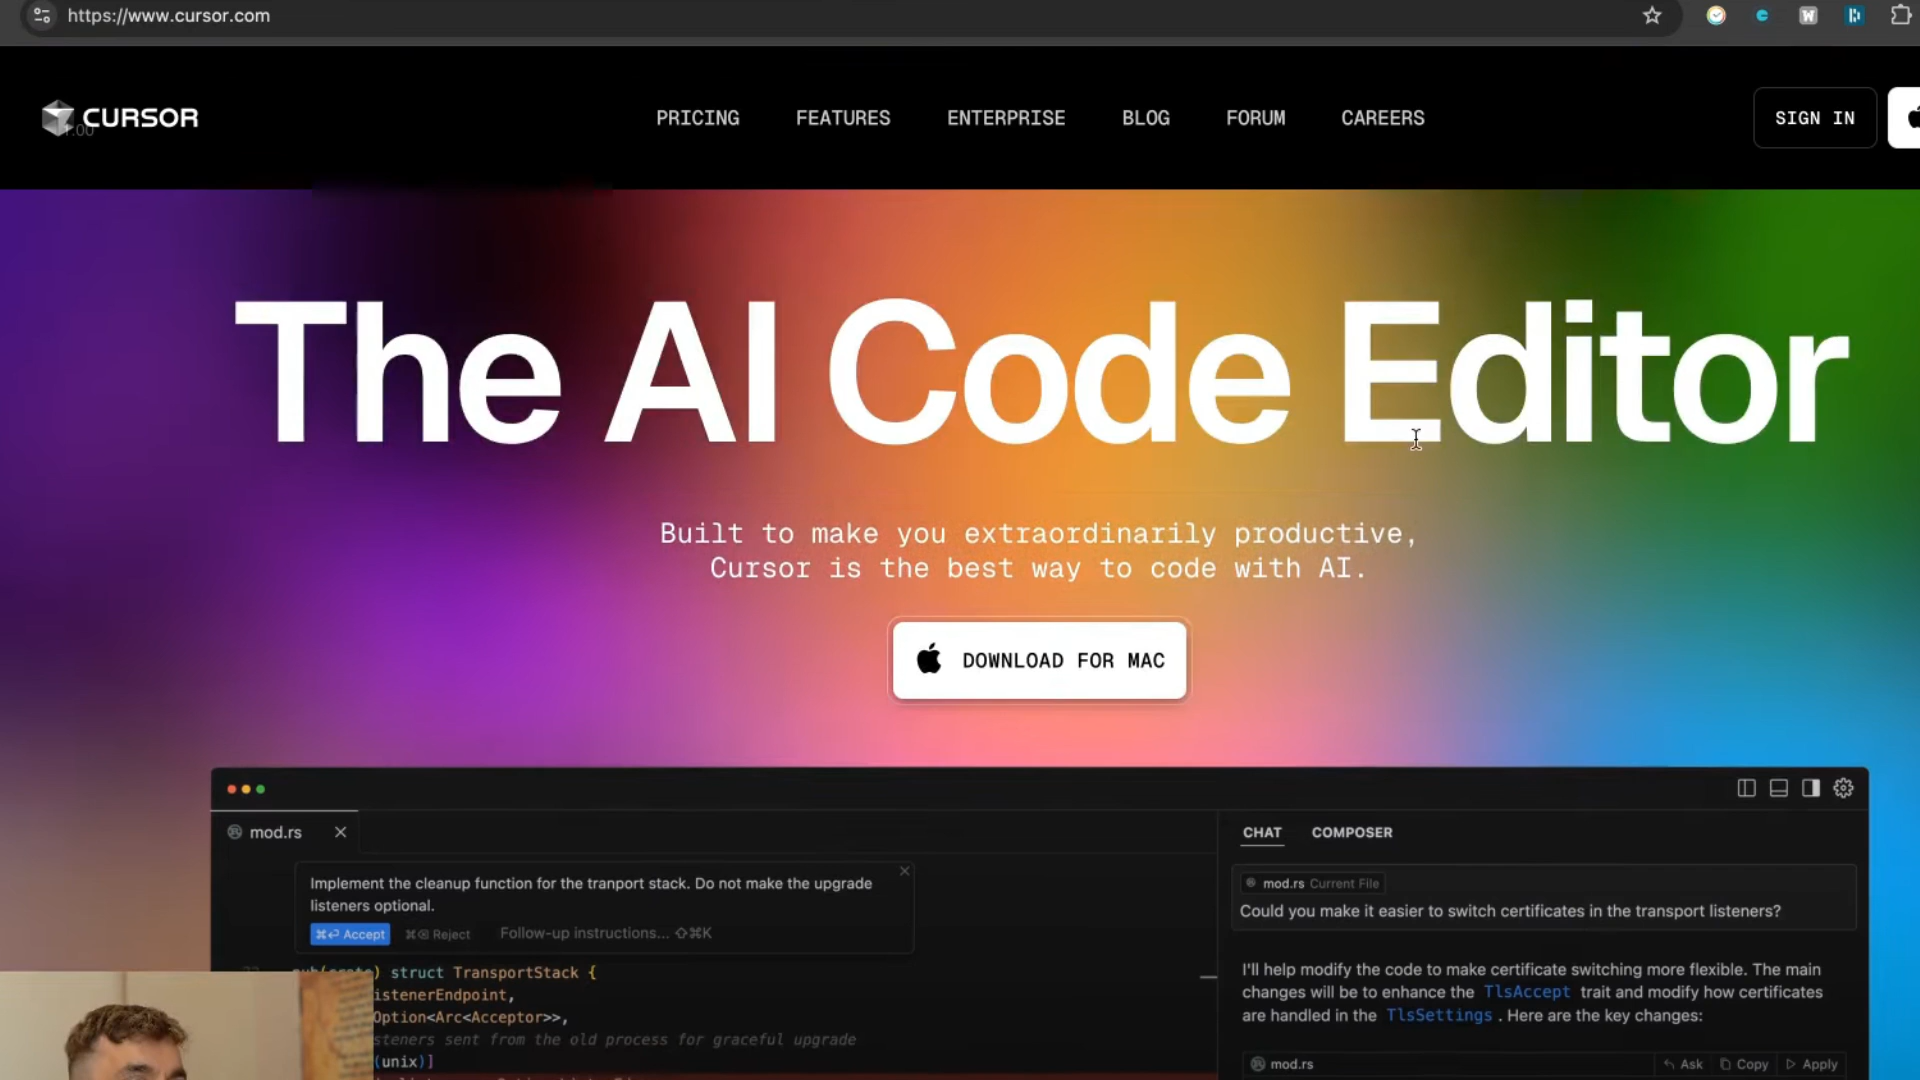 https://www.cursor.com
CURSOR
1.00
PRICING FEATURES ENTERPRISE BLOG FORUM CAREERS
SIGN IN
The AI Code Editor
Built to make you extraordinarily productive,
Cursor is the best way to code with AI.
DOWNLOAD FOR MAC
mod.rs
Implement the cleanup function for the tranport stack. Do not make the upgrade
listeners optional.
⌘⏎ Accept ⌘⌫ Reject Follow-up instructions... ⇧⌘K
struct TransportStack {
istenerEndpoint,
Option<Arc<Acceptor>>,
steners sent from the old process for graceful upgrade
(unix)]
CHAT COMPOSER
mod.rs Current File
Could you make it easier to switch certificates in the transport listeners?
I'll help modify the code to make certificate switching more flexible. The main
changes will be to enhance the TlsAccept trait and modify how certificates
are handled in the TlsSettings . Here are the key changes:
mod.rs Ask Copy Apply